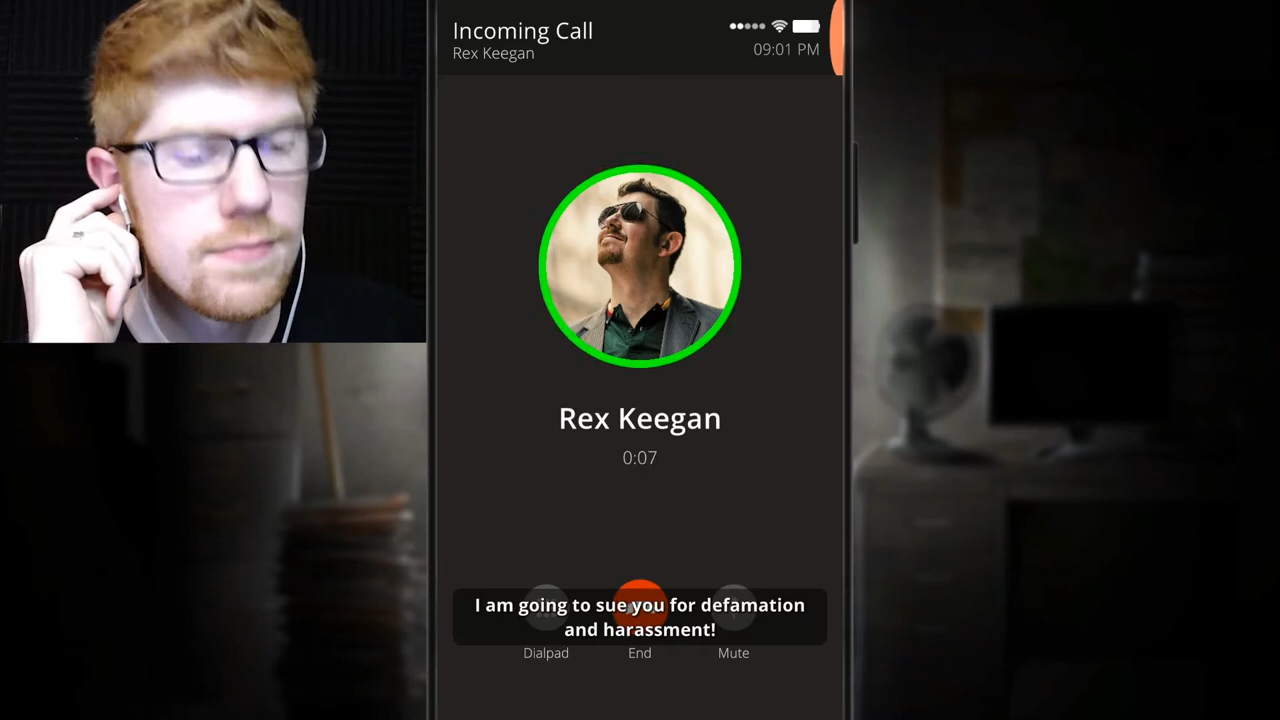 Incoming Call
Rex Keegan
09:01 PM
Rex Keegan
0:07
I am going to sue you for defamation
and harassment!
Dialpad
End
Mute